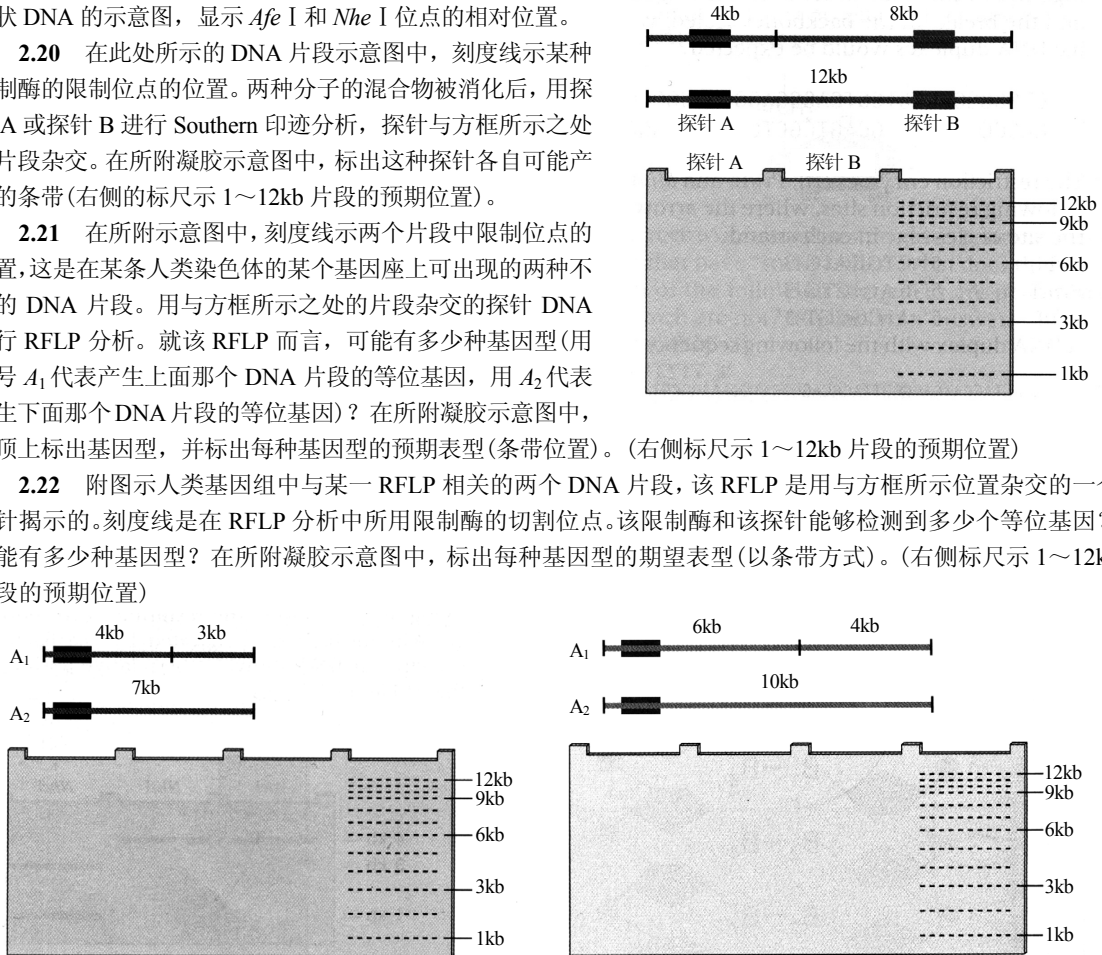 状 DNA 的示意图，显示 AfeⅠ和 NheⅠ位点的相对位置。
2.20 在此处所示的 DNA 片段示意图中，刻度线示某种
制酶的限制位点的位置。两种分子的混合物被消化后，用探
A 或探针 B 进行 Southern 印迹分析，探针与方框所示之处
片段杂交。在所附凝胶示意图中，标出这种探针各自可能产
的条带(右侧的标尺示 1～12kb 片段的预期位置)。
2.21 在所附示意图中，刻度线示两个片段中限制位点的
置，这是在某条人类染色体的某个基因座上可出现的两种不
的 DNA 片段。用与方框所示之处的片段杂交的探针 DNA
行 RFLP 分析。就该 RFLP 而言，可能有多少种基因型(用
号 A1代表产生上面那个 DNA 片段的等位基因，用 A2代表
生下面那个 DNA 片段的等位基因)？在所附凝胶示意图中，
顶上标出基因型，并标出每种基因型的预期表型(条带位置)。(右侧标尺示 1～12kb 片段的预期位置)
2.22 附图示人类基因组中与某一 RFLP 相关的两个 DNA 片段，该 RFLP 是用与方框所示位置杂交的一个
针揭示的。刻度线是在 RFLP 分析中所用限制酶的切割位点。该限制酶和该探针能够检测到多少个等位基因？
能有多少种基因型？在所附凝胶示意图中，标出每种基因型的期望表型(以条带方式)。(右侧标尺示 1～12k
段的预期位置)
4kb 8kb
12kb
探针 A 探针 B
探针 A 探针 B
12kb
9kb
6kb
3kb
1kb
4kb 3kb
A1
7kb
A2
12kb
9kb
6kb
3kb
1kb
6kb 4kb
A1
10kb
A2
12kb
9kb
6kb
3kb
1kb